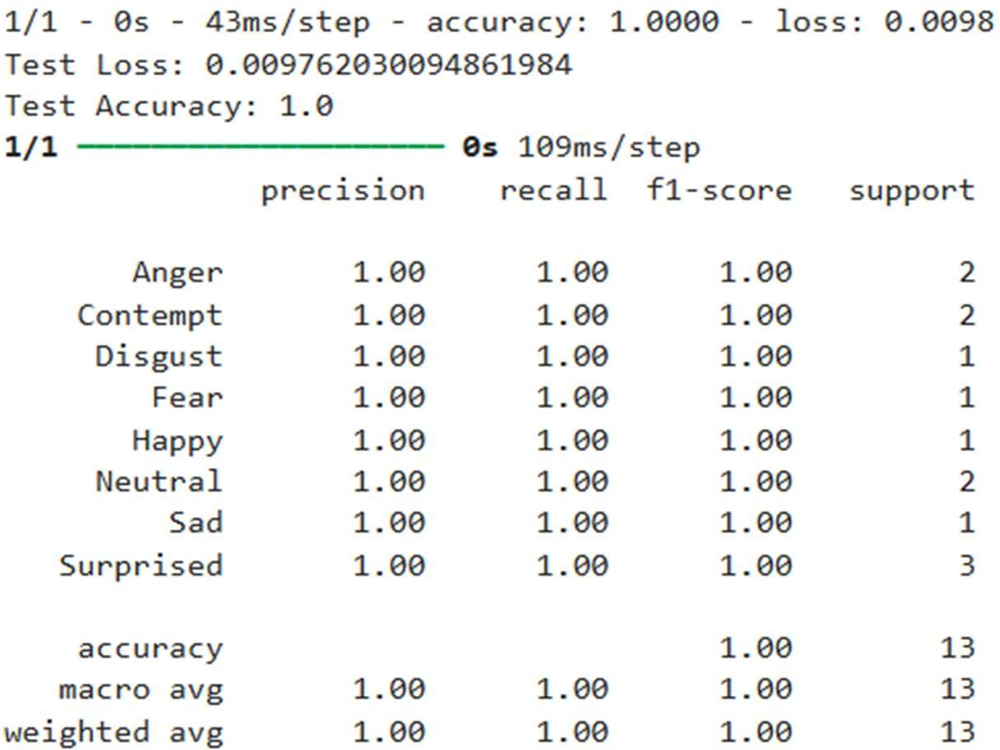 1/1 - 0s - 43ms/step - accuracy: 1.0000 - loss: 0.0098
Test Loss: 0.009762030094861984
Test Accuracy: 1.0
1/1 ━━━━━━━━━━━━━━━━━━━━ 0s 109ms/step
precision recall f1-score support
Anger 1.00 1.00 1.00 2
Contempt 1.00 1.00 1.00 2
Disgust 1.00 1.00 1.00 1
Fear 1.00 1.00 1.00 1
Happy 1.00 1.00 1.00 1
Neutral 1.00 1.00 1.00 2
Sad 1.00 1.00 1.00 1
Surprised 1.00 1.00 1.00 3
accuracy 1.00 13
macro avg 1.00 1.00 1.00 13
weighted avg 1.00 1.00 1.00 13